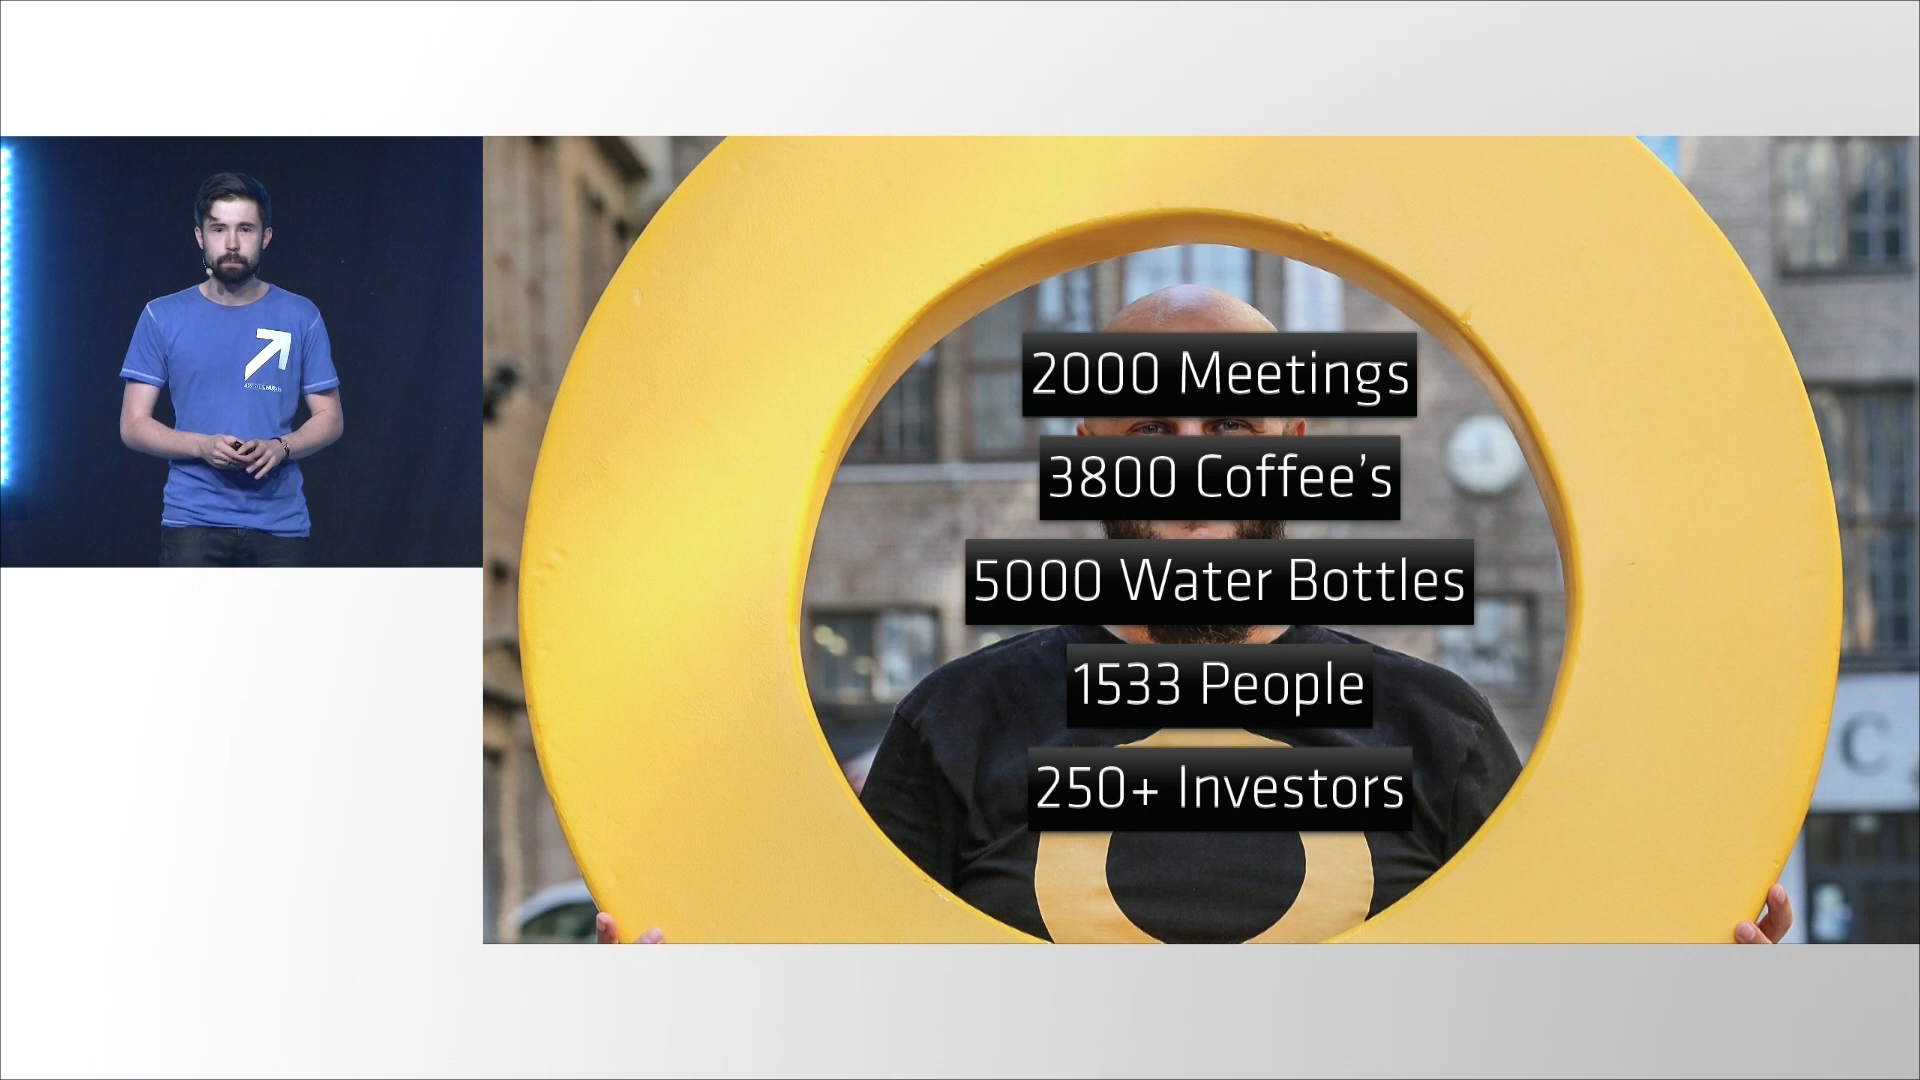 2000 Meetings
3800 Coffee's
5000 Water Bottles
1533 People
250+ Investors
C